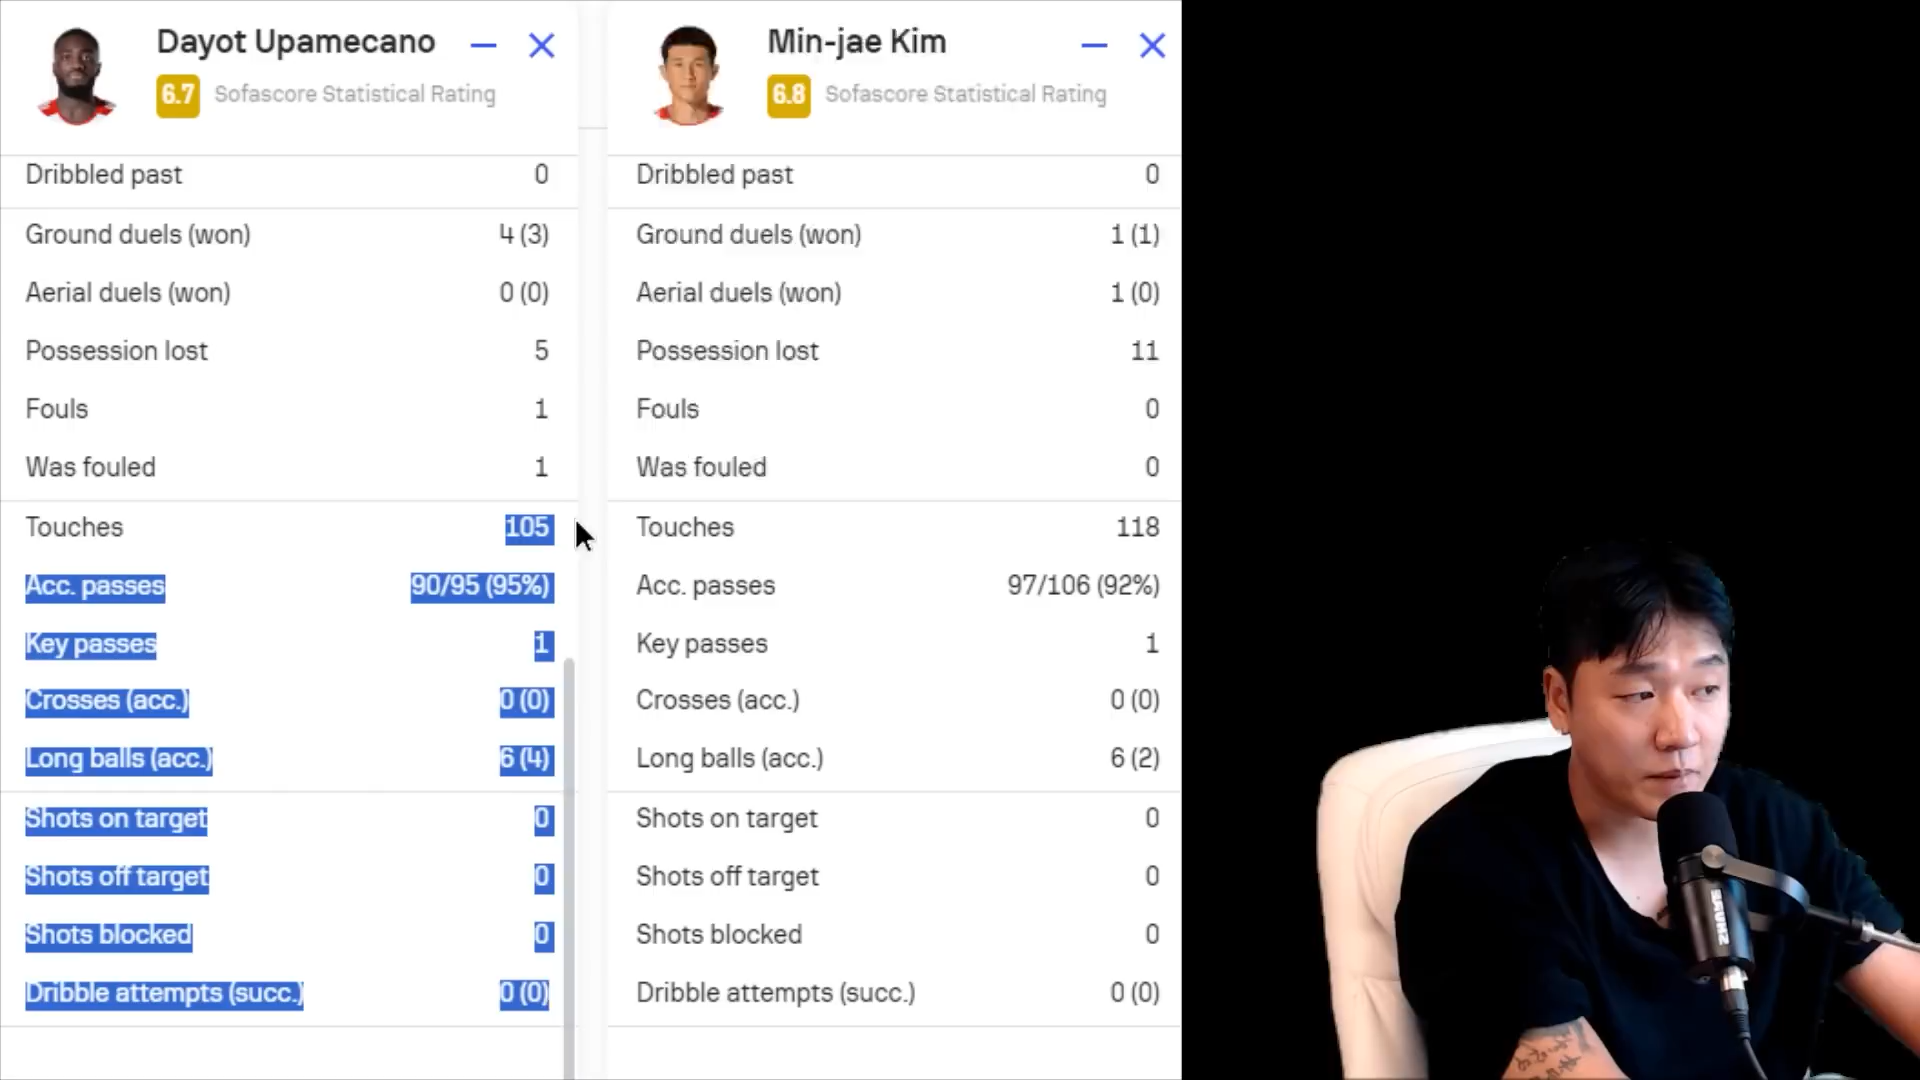 Dayot Upamecano
6.7 Sofascore Statistical Rating
Dribbled past 0
Ground duels (won) 4 (3)
Aerial duels (won) 0 (0)
Possession lost 5
Fouls 1
Was fouled 1
Touches 105
Acc. passes 90/95 (95%)
Key passes 1
Crosses (acc.) 0 (0)
Long balls (acc.) 6 (4)
Shots on target 0
Shots off target 0
Shots blocked 0
Dribble attempts (succ.) 0 (0)
Min-jae Kim
6.8 Sofascore Statistical Rating
Dribbled past 0
Ground duels (won) 1 (1)
Aerial duels (won) 1 (0)
Possession lost 11
Fouls 0
Was fouled 0
Touches 118
Acc. passes 97/106 (92%)
Key passes 1
Crosses (acc.) 0 (0)
Long balls (acc.) 6 (2)
Shots on target 0
Shots off target 0
Shots blocked 0
Dribble attempts (succ.) 0 (0)
SHURE